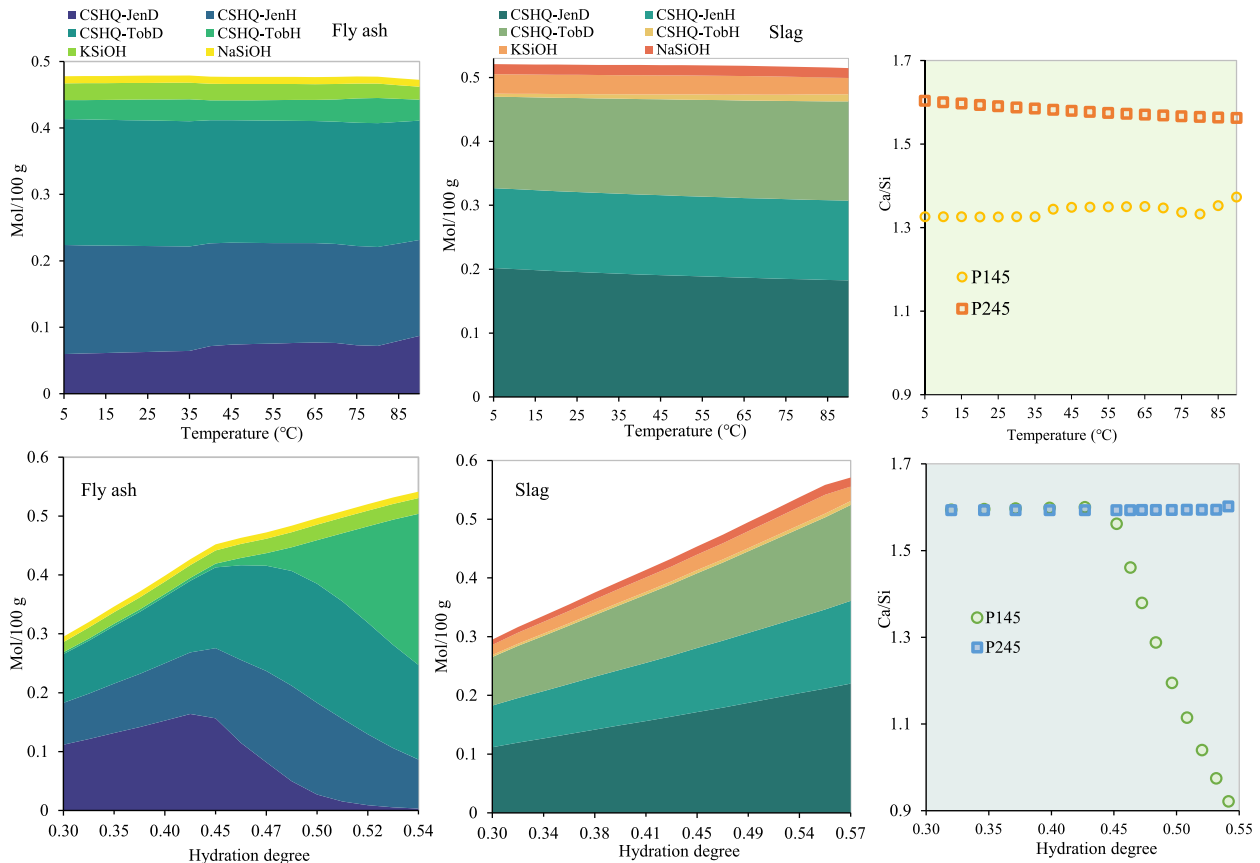 CSHQ-JenD CSHQ-JenH
CSHQ-TobD CSHQ-TobH
KSiOH NaSiOH
Fly ash
0.5
0.4
0.3
0.2
0.1
0
Mol/100 g
5 15 25 35 45 55 65 75 85
Temperature (℃)
CSHQ-JenD CSHQ-JenH
CSHQ-TobD CSHQ-TobH
KSiOH NaSiOH
Slag
0.5
0.4
0.3
0.2
0.1
0
Mol/100 g
5 15 25 35 45 55 65 75 85
Temperature (℃)
1.7
1.5
1.3
1.1
0.9
Ca/Si
P145
P245
5 15 25 35 45 55 65 75 85
Temperature (℃)
Fly ash
0.6
0.5
0.4
0.3
0.2
0.1
0
Mol/100 g
0.30 0.35 0.40 0.45 0.47 0.50 0.52 0.54
Hydration degree
Slag
0.6
0.5
0.4
0.3
0.2
0.1
0
Mol/100 g
0.30 0.34 0.38 0.41 0.45 0.49 0.54 0.57
Hydration degree
1.7
1.5
1.3
1.1
0.9
Ca/Si
P145
P245
0.30 0.35 0.40 0.45 0.50 0.55
Hydration degree